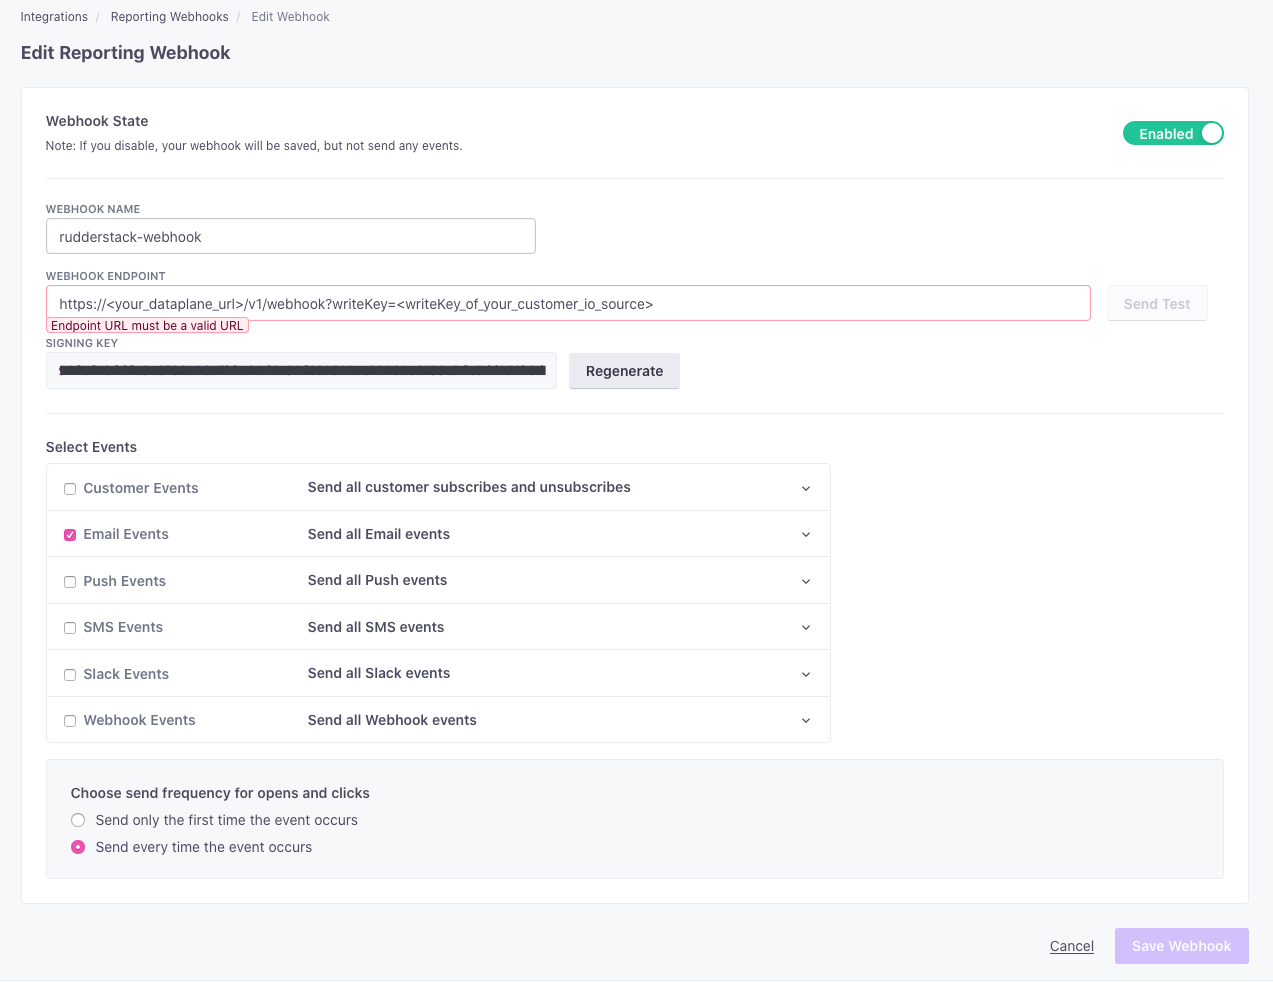 Integrations / Reporting Webhooks / Edit Webhook
Edit Reporting Webhook
Webhook State
Enabled
Note: If you disable, your webhook will be saved, but not send any events.
WEBHOOK NAME
rudderstack-webhook
WEBHOOK ENDPOINT
https://<your_dataplane_url>/v1/webhook?writeKey=<writeKey_of_your_customer_io_source>
Send Test
Endpoint URL must be a valid URL
SIGNING KEY
Regenerate
Select Events
Customer Events Send all customer subscribes and unsubscribes
Email Events Send all Email events
Push Events Send all Push events
SMS Events Send all SMS events
Slack Events Send all Slack events
Webhook Events Send all Webhook events
Choose send frequency for opens and clicks
Send only the first time the event occurs
Send every time the event occurs
Cancel Save Webhook